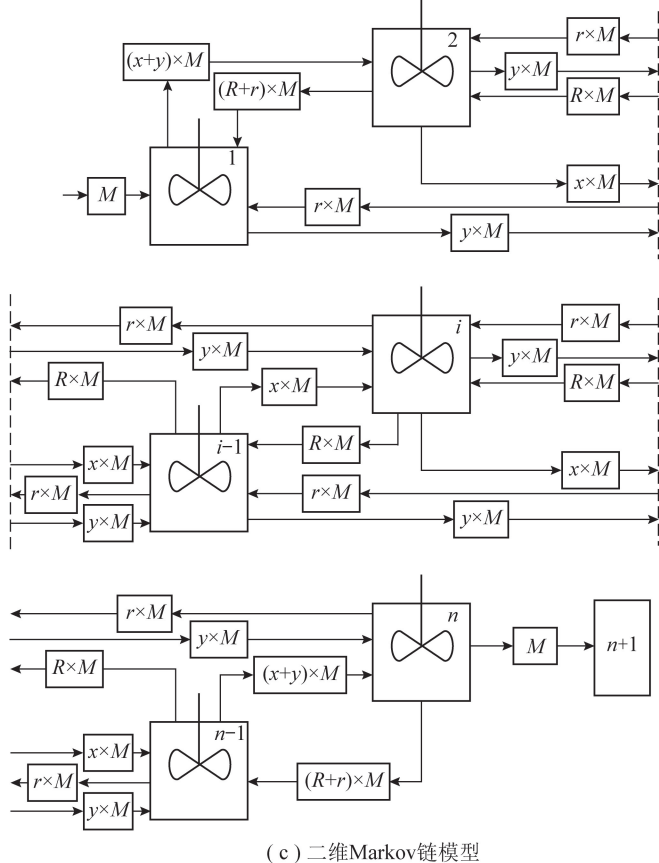 2
r×M
(x+y)×M
y×M
(R+r)×M
R×M
1
M
x×M
r×M
y×M
i
r×M
r×M
y×M
y×M
R×M
x×M
R×M
i−1
R×M
x×M
x×M
r×M
r×M
y×M
y×M
n
r×M
y×M
M
n+1
R×M
(x+y)×M
n−1
x×M
r×M
(R+r)×M
y×M
( c ) 二维Markov链模型